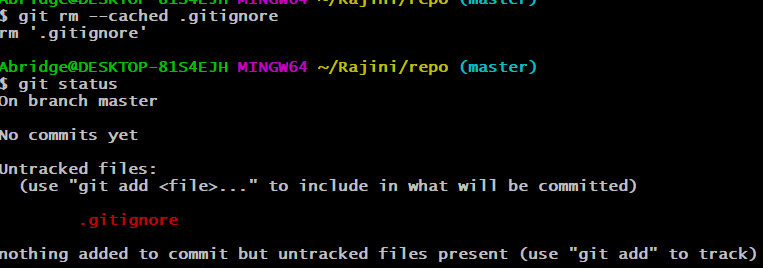 Abridge@DESKTOP-81S4EJH MINGW64 ~/Rajini/repo (master)
$ git rm --cached .gitignore
rm '.gitignore'
Abridge@DESKTOP-81S4EJH MINGW64 ~/Rajini/repo (master)
$ git status
On branch master
No commits yet
Untracked files:
  (use "git add <file>..." to include in what will be committed)
        .gitignore
nothing added to commit but untracked files present (use "git add" to track)